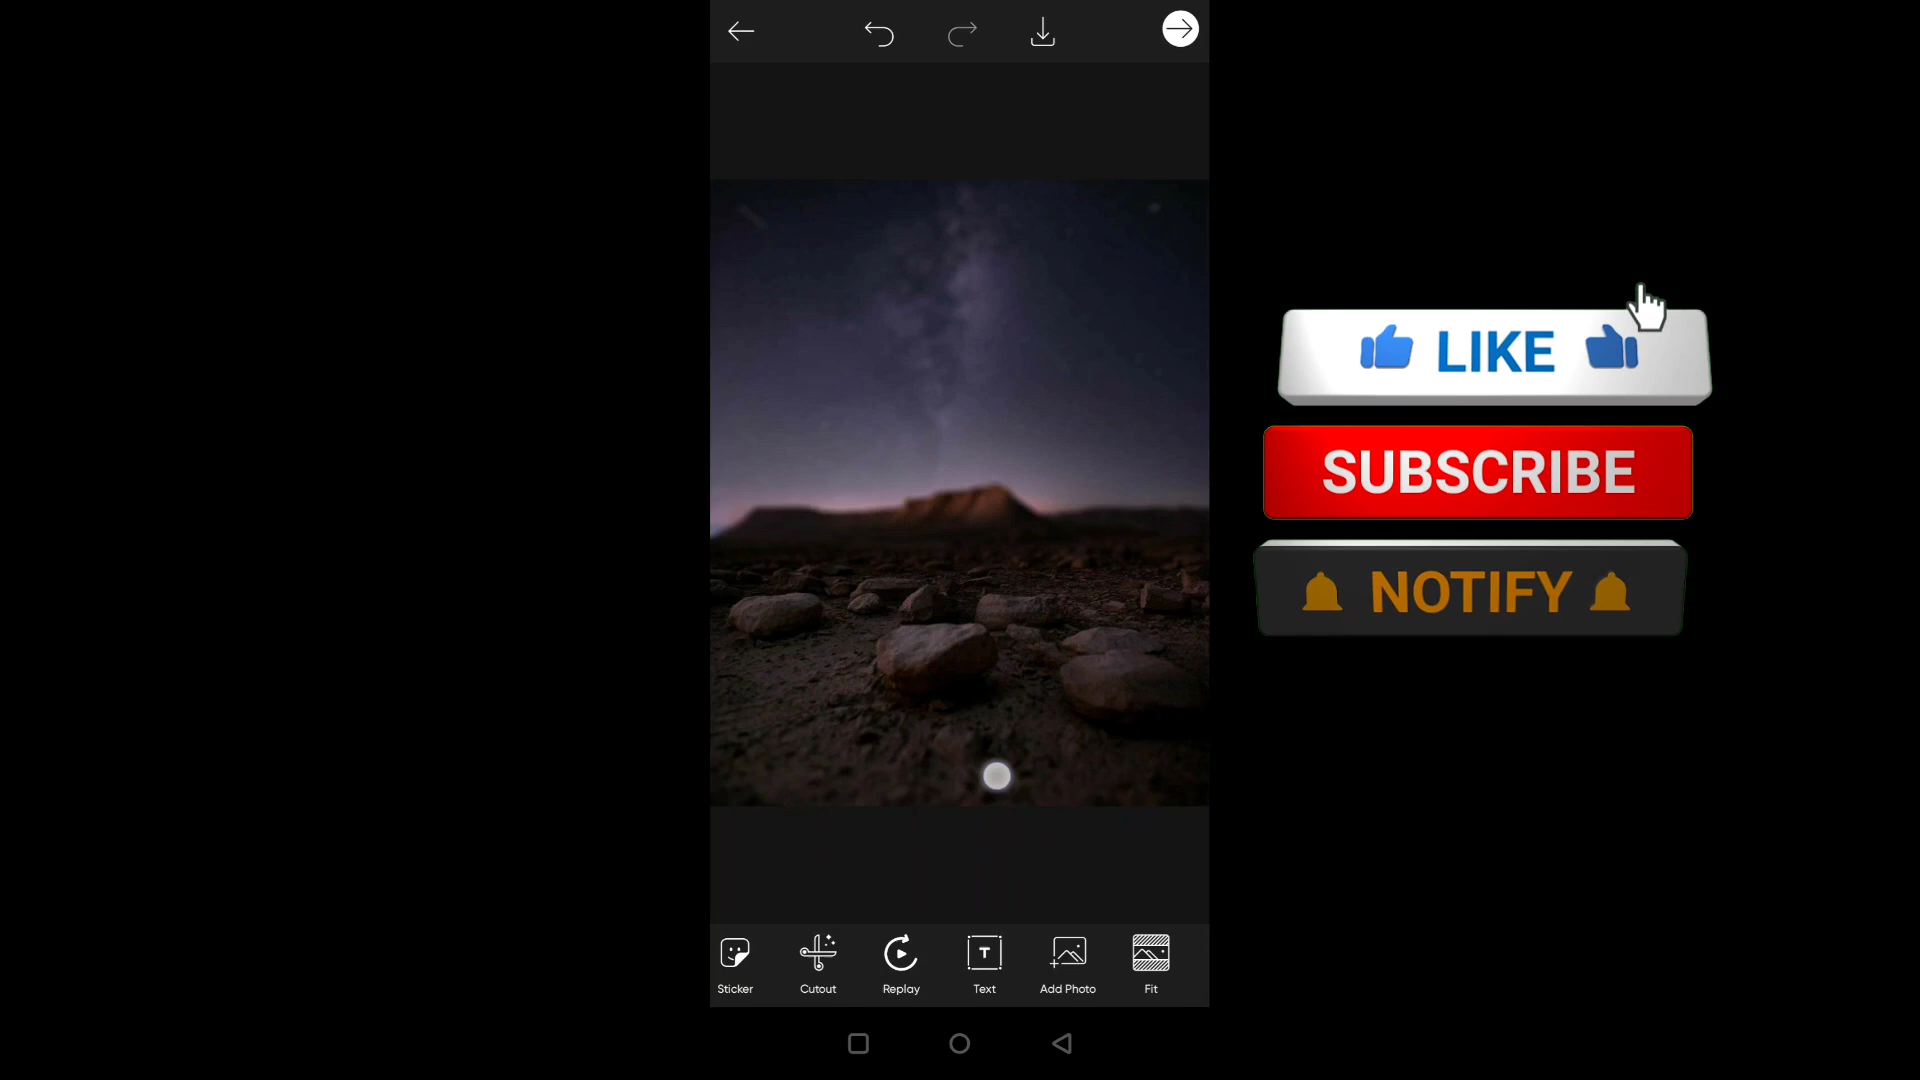 LIKE
SUBSCRIBE
NOTIFY
T
Sticker
Cutout
Replay
Text
Add Photo
Fit